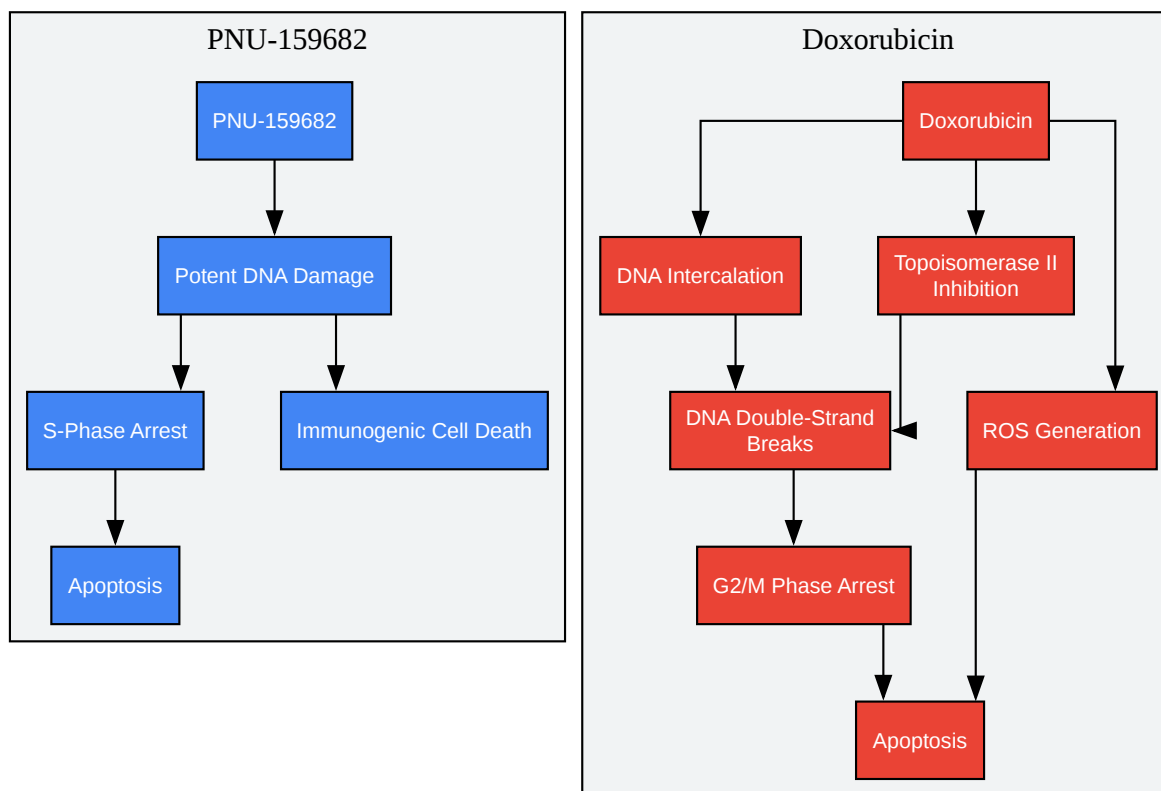 PNU-159682
PNU-159682
Potent DNA Damage
S-Phase Arrest
Immunogenic Cell Death
Apoptosis
Doxorubicin
Doxorubicin
DNA Intercalation
Topoisomerase II
Inhibition
DNA Double-Strand
Breaks
ROS Generation
G2/M Phase Arrest
Apoptosis